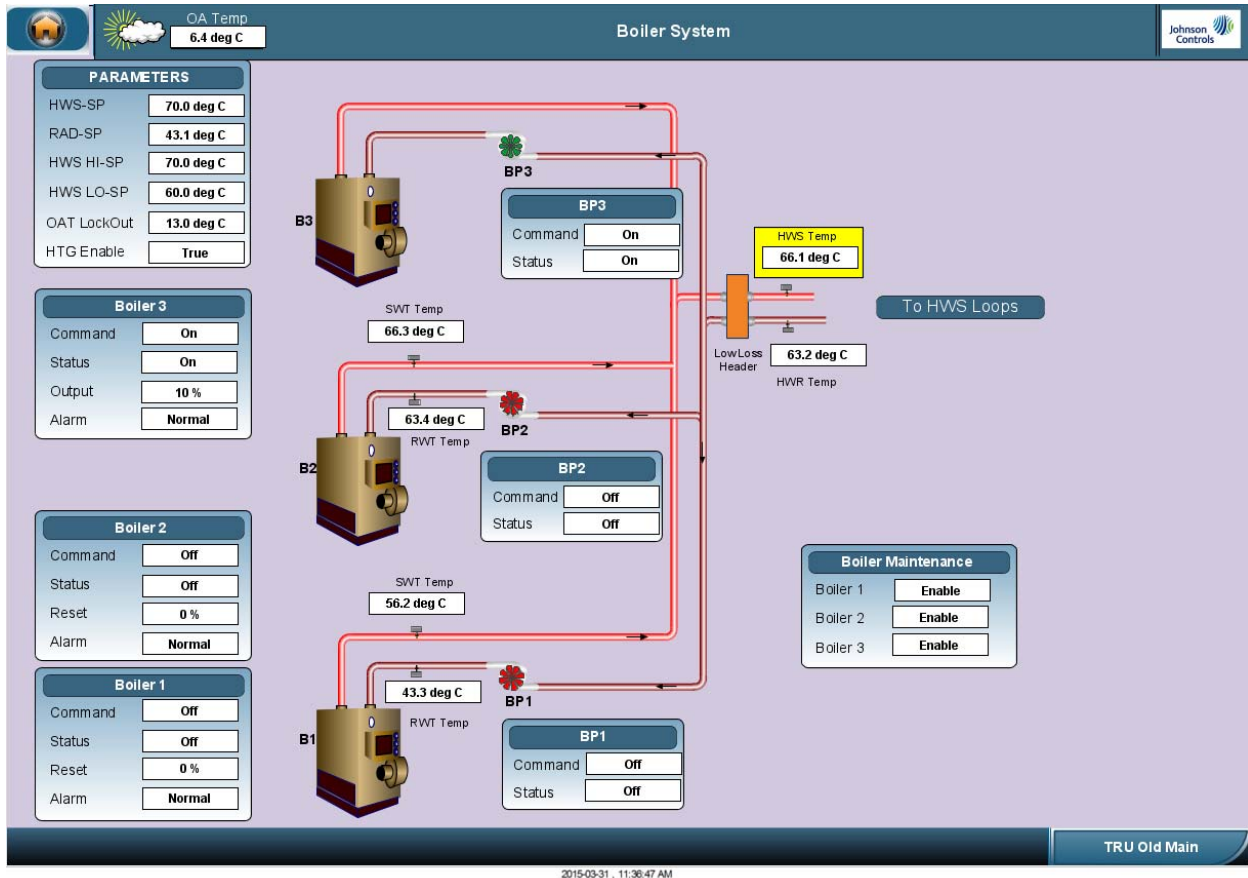 OA Temp
6.4 deg C
Boiler System
Johnson
Controls
PARAMETERS
HWS-SP 70.0 deg C
RAD-SP 43.1 deg C
HWS HI-SP 70.0 deg C
HWS LO-SP 60.0 deg C
OAT LockOut 13.0 deg C
HTG Enable True
Boiler 3
Command On
Status On
Output 10 %
Alarm Normal
Boiler 2
Command Off
Status Off
Reset 0 %
Alarm Normal
Boiler 1
Command Off
Status Off
Reset 0 %
Alarm Normal
B3
BP3
BP3
Command On
Status On
SWT Temp
66.3 deg C
63.4 deg C
RWT Temp
B2
BP2
BP2
Command Off
Status Off
SWT Temp
56.2 deg C
43.3 deg C
RWT Temp
B1
BP1
BP1
Command Off
Status Off
HWS Temp
66.1 deg C
To HWS Loops
Low Loss
Header
63.2 deg C
HWR Temp
Boiler Maintenance
Boiler 1 Enable
Boiler 2 Enable
Boiler 3 Enable
TRU Old Main
2015-03-31 . 11:36:47 AM